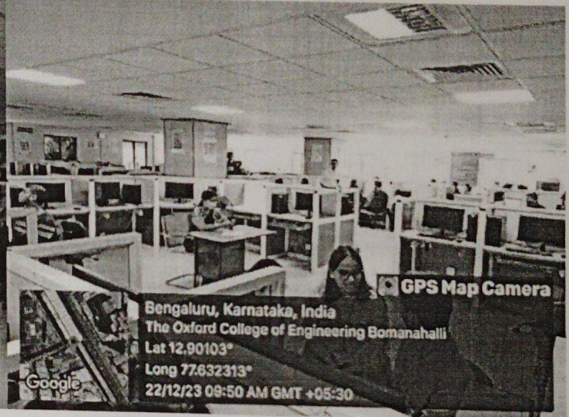 GPS Map Camera
Bengaluru, Karnataka, India
The Oxford College of Engineering Bomanahalli
Lat 12.90103°
Long 77.632313°
22/12/23 09:50 AM GMT +05:30
Google